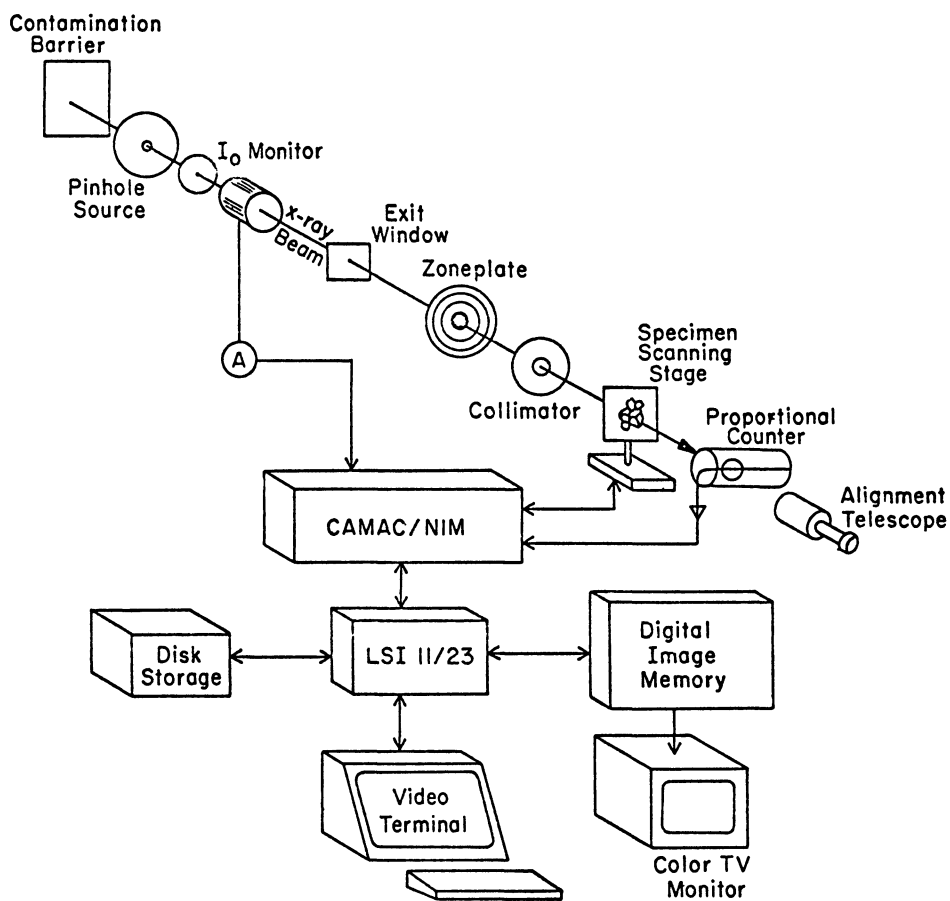 Contamination
Barrier
Pinhole
Source
I₀ Monitor
x-ray
Beam
Exit
Window
Zoneplate
Collimator
Specimen
Scanning
Stage
Proportional
Counter
Alignment
Telescope
A
CAMAC/NIM
Disk
Storage
LSI 11/23
Digital
Image
Memory
Video
Terminal
Color TV
Monitor